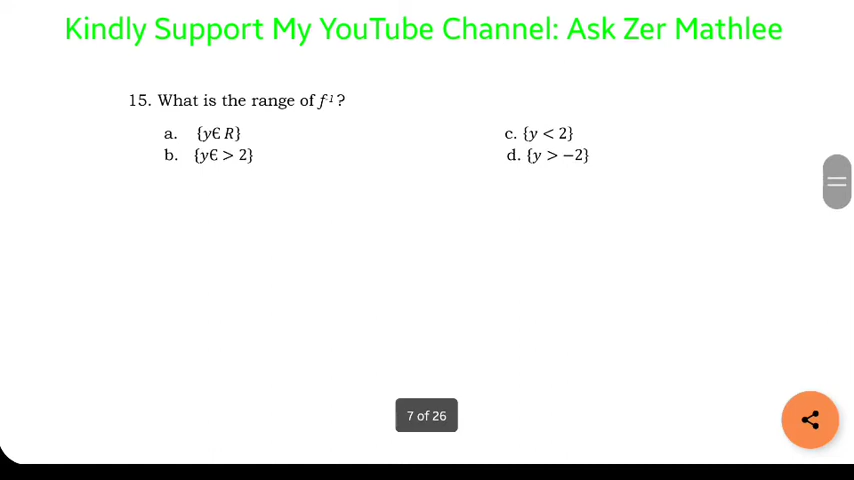 Kindly Support My YouTube Channel: Ask Zer Mathlee
15. What is the range of f¹?
a. {y∈ R}
c. {y < 2}
b. {y∈ > 2}
d. {y > −2}
7 of 26